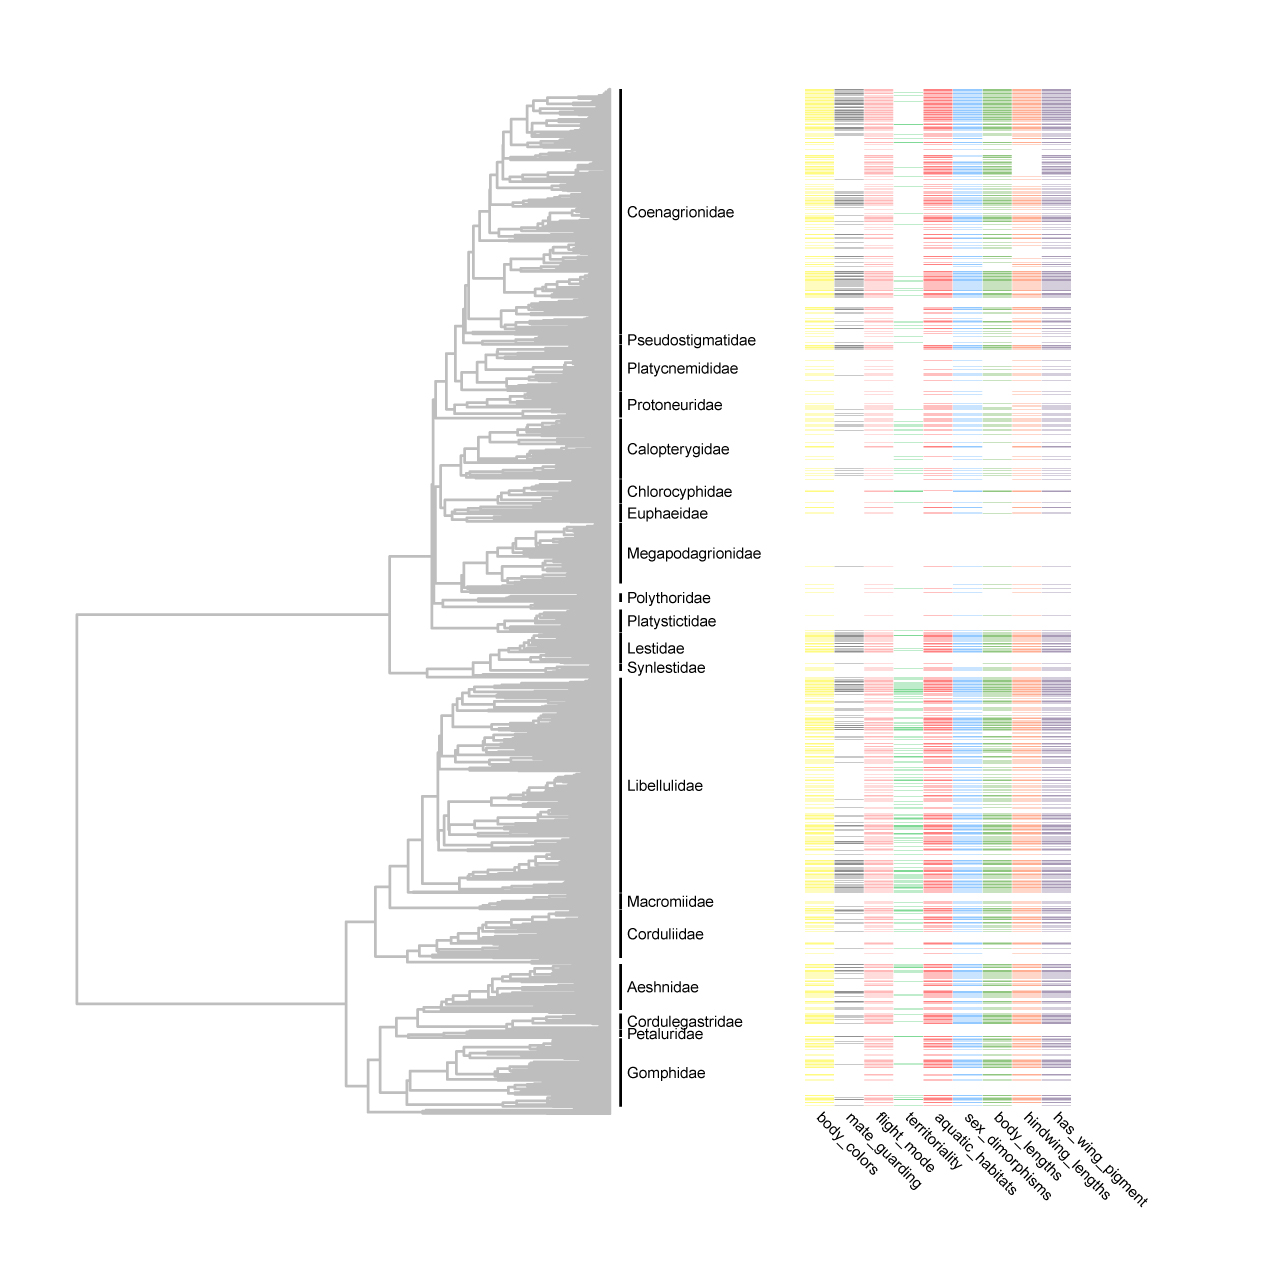 Coenagrionidae
Pseudostigmatidae
Platycnemididae
Protoneuridae
Calopterygidae
Chlorocyphidae
Euphaeidae
Megapodagrionidae
Polythoridae
Platystictidae
Lestidae
Synlestidae
Libellulidae
Macromiidae
Corduliidae
Aeshnidae
Cordulegastridae
Petaluridae
Gomphidae
body_colors
mate_guarding
flight_mode
territoriality
aquatic_habitats
sex_dimorphisms
body_lengths
hindwing_lengths
has_wing_pigment